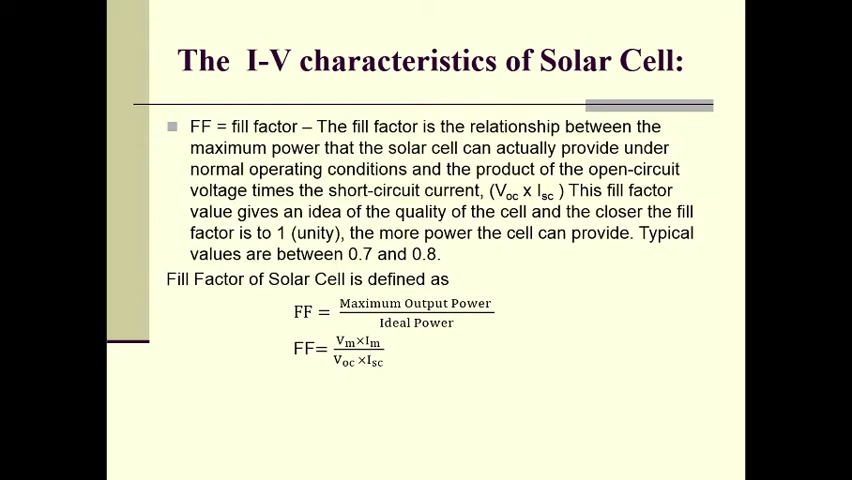 The I-V characteristics of Solar Cell:
FF = fill factor – The fill factor is the relationship between the
maximum power that the solar cell can actually provide under
normal operating conditions and the product of the open-circuit
voltage times the short-circuit current, (Voc x Isc ) This fill factor
value gives an idea of the quality of the cell and the closer the fill
factor is to 1 (unity), the more power the cell can provide. Typical
values are between 0.7 and 0.8.
Fill Factor of Solar Cell is defined as
FF = Maximum Output Power / Ideal Power
FF= Vm×Im / Voc ×Isc